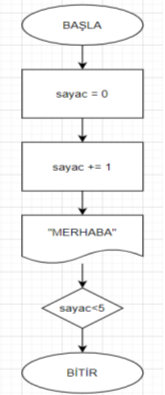 BAŞLA
sayac = 0
sayac += 1
"MERHABA"
sayac<5
BİTİR